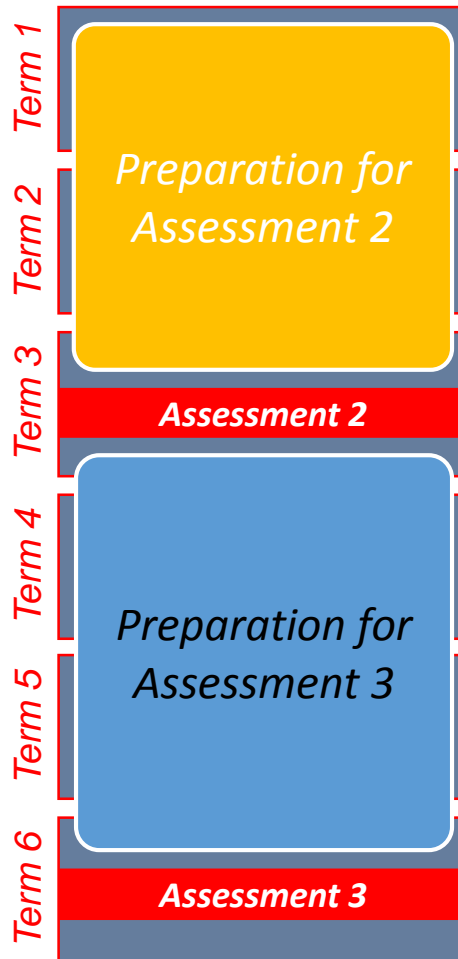 Term 1
Preparation for
Assessment 2
Term 2
Term 3
Assessment 2
Term 4
Preparation for
Assessment 3
Term 5
Term 6
Assessment 3